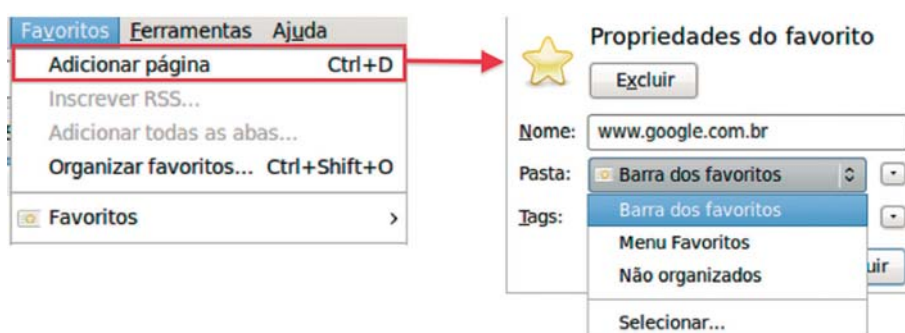 Favoritos Ferramentas Ajuda
Adicionar página Ctrl+D
Inscrever RSS...
Adicionar todas as abas...
Organizar favoritos... Ctrl+Shift+O
Favoritos
Propriedades do favorito
Excluir
Nome: www.google.com.br
Pasta: Barra dos favoritos
Tags: Barra dos favoritos
Menu Favoritos
Não organizados
Selecionar...